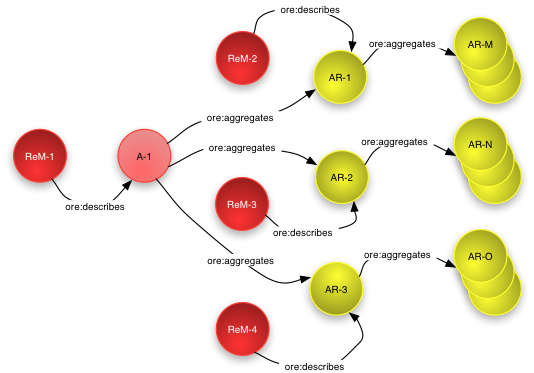 ore:describes
ReM-2
ore:aggregates
AR-M
AR-1
ore:aggregates
ReM-1
A-1
ore:aggregates
ore:aggregates
AR-N
AR-2
ore:describes
ReM-3
ore:describes
ore:aggregates
ore:aggregates
AR-O
AR-3
ReM-4
ore:describes